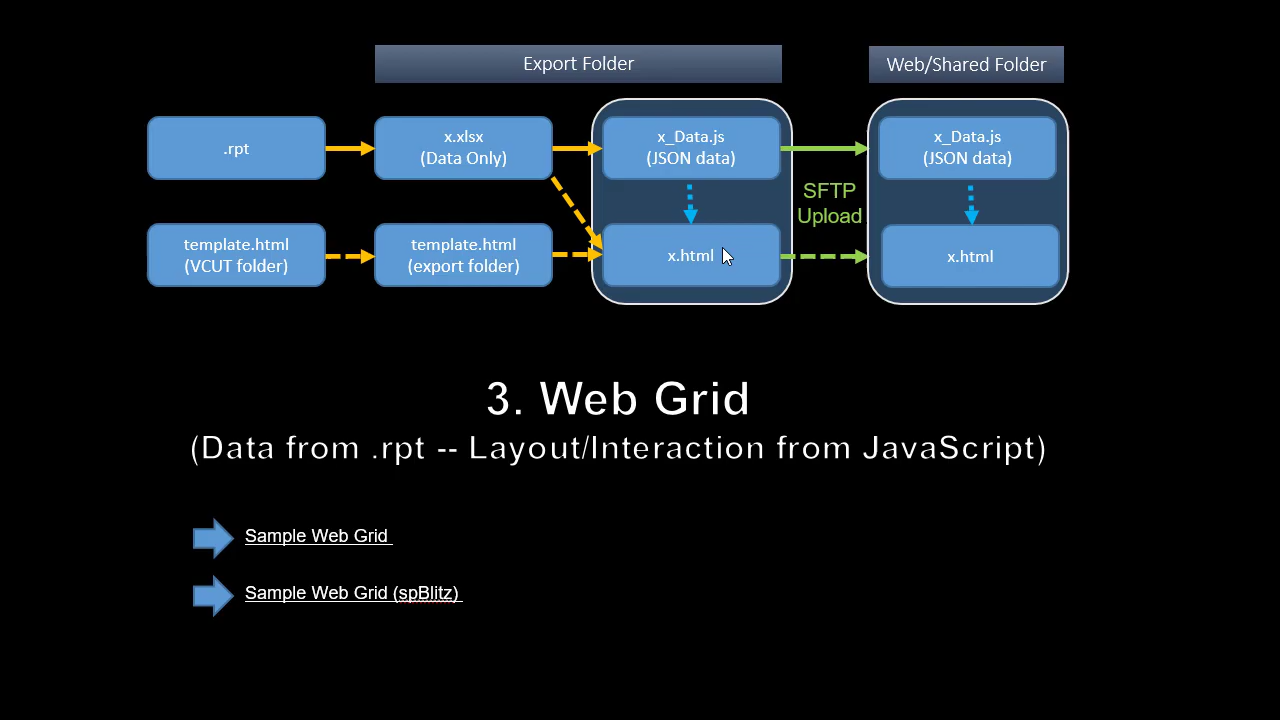 Export Folder
Web/Shared Folder
.rpt
x.xlsx
(Data Only)
x_Data.js
(JSON data)
x_Data.js
(JSON data)
SFTP
Upload
template.html
(VCUT folder)
template.html
(export folder)
x.html
x.html
3. Web Grid
(Data from .rpt -- Layout/Interaction from JavaScript)
Sample Web Grid
Sample Web Grid (spBlitz)